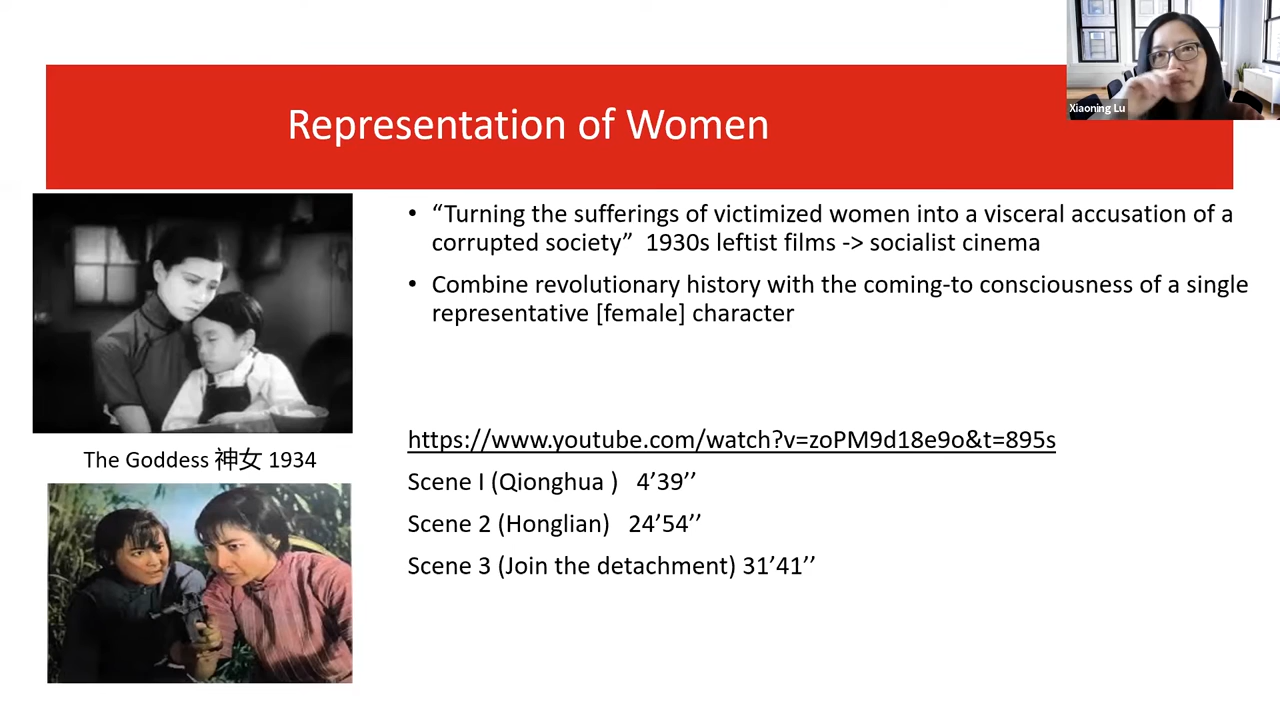 Xiaoning Lu
Representation of Women
• “Turning the sufferings of victimized women into a visceral accusation of a
corrupted society” 1930s leftist films -> socialist cinema
• Combine revolutionary history with the coming-to consciousness of a single
representative [female] character
The Goddess 神女 1934
https://www.youtube.com/watch?v=zoPM9d18e9o&t=895s
Scene I (Qionghua ) 4’39’’
Scene 2 (Honglian) 24’54’’
Scene 3 (Join the detachment) 31’41’’